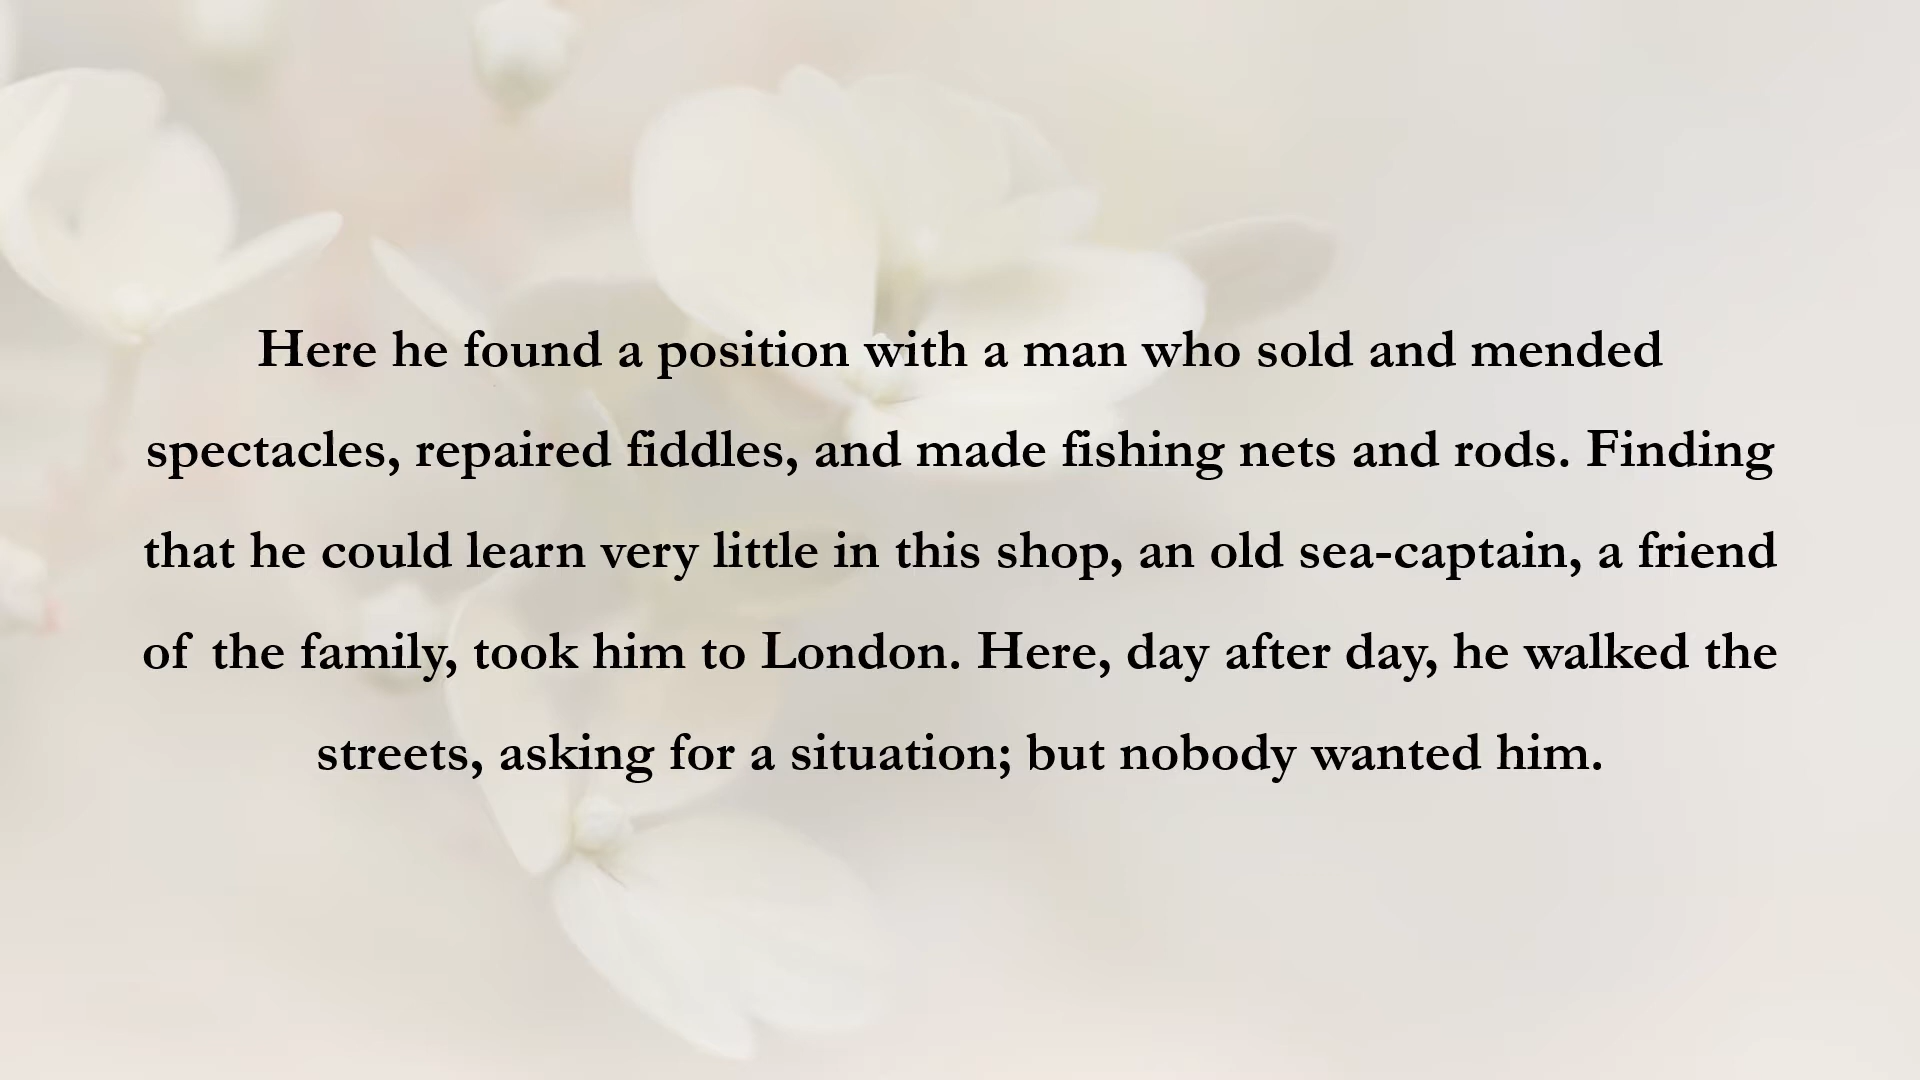 Here he found a position with a man who sold and mended
spectacles, repaired fiddles, and made fishing nets and rods. Finding
that he could learn very little in this shop, an old sea-captain, a friend
of the family, took him to London. Here, day after day, he walked the
streets, asking for a situation; but nobody wanted him.